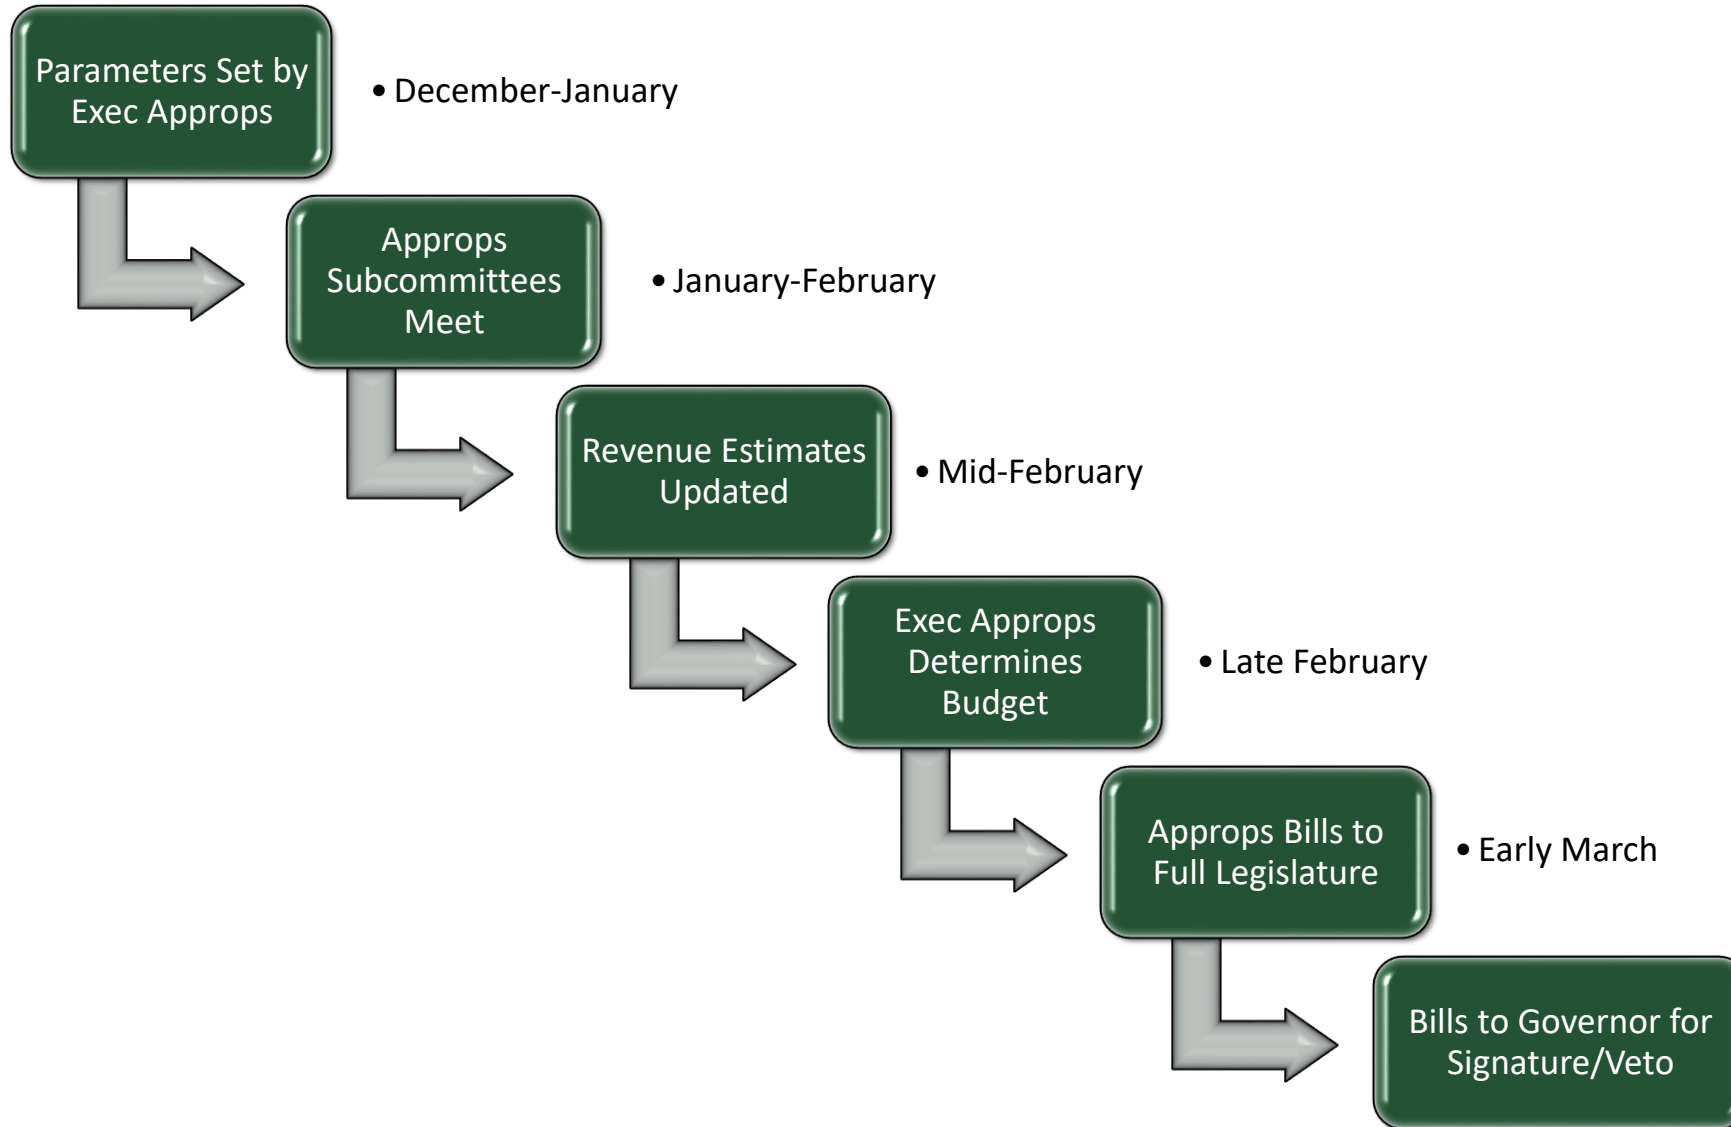 Parameters Set by
Exec Approps
• December-January
Approps
Subcommittees
Meet
• January-February
Revenue Estimates
Updated
• Mid-February
Exec Approps
Determines
Budget
• Late February
Approps Bills to
Full Legislature
• Early March
Bills to Governor for
Signature/Veto